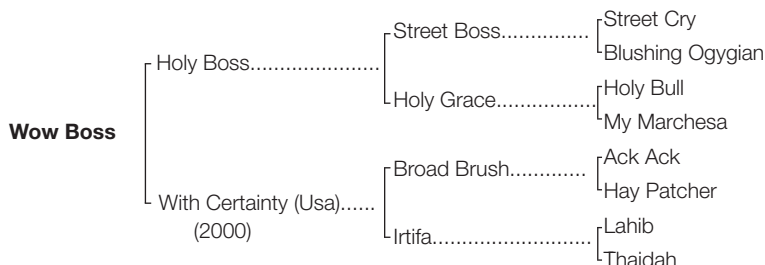 Street Cry
Street Boss...............
Blushing Ogygian
Holy Boss......................
Holy Bull
Holy Grace.................
My Marchesa
Wow Boss
Ack Ack
Broad Brush.............
Hay Patcher
With Certainty (Usa)......
(2000)
Lahib
Irtifa...........................
Thaidah